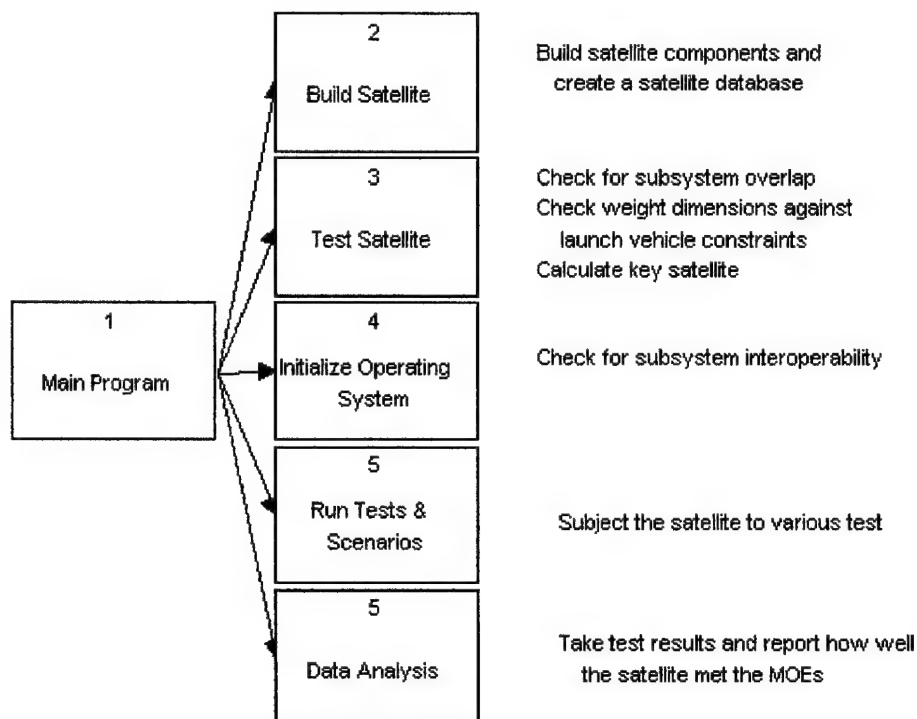 2
Build Satellite
Build satellite components and
create a satellite database
3
Test Satellite
Check for subsystem overlap
Check weight dimensions against
launch vehicle constraints
Calculate key satellite
1
Main Program
4
Initialize Operating
System
Check for subsystem interoperability
5
Run Tests &
Scenarios
Subject the satellite to various test
5
Data Analysis
Take test results and report how well
the satellite met the MOEs